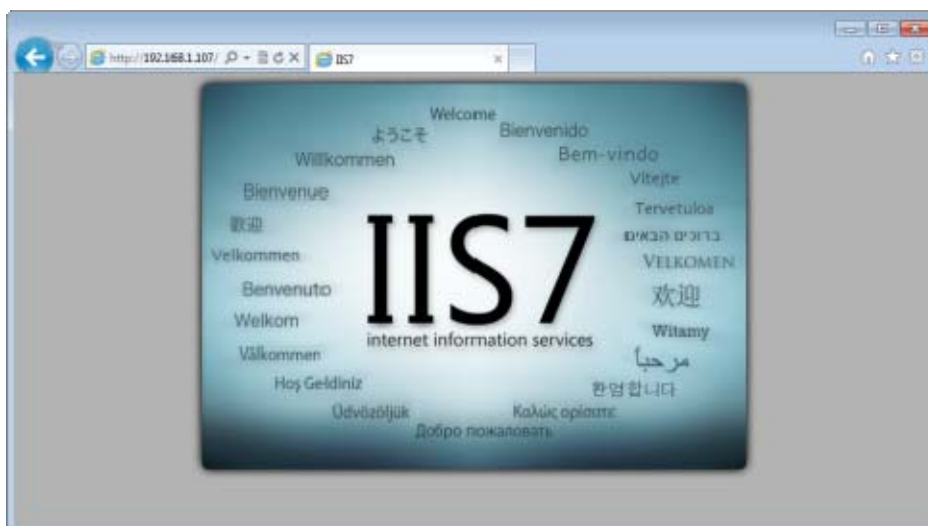 http://192.168.1.107/
IIS7
Welcome
ようこそ
Bienvenido
Willkommen
Bem-vindo
Bienvenue
Vítejte
歡迎
Tervetuloa
ברוכים הבאים
Velkommen
VELKOMEN
Benvenuto
欢迎
Welkom
Witamy
Välkommen
مرحباً
Hoş Geldiniz
환영합니다
Üdvözöljük
Καλώς ορίσατε
Добро пожаловать
IIS7
internet information services